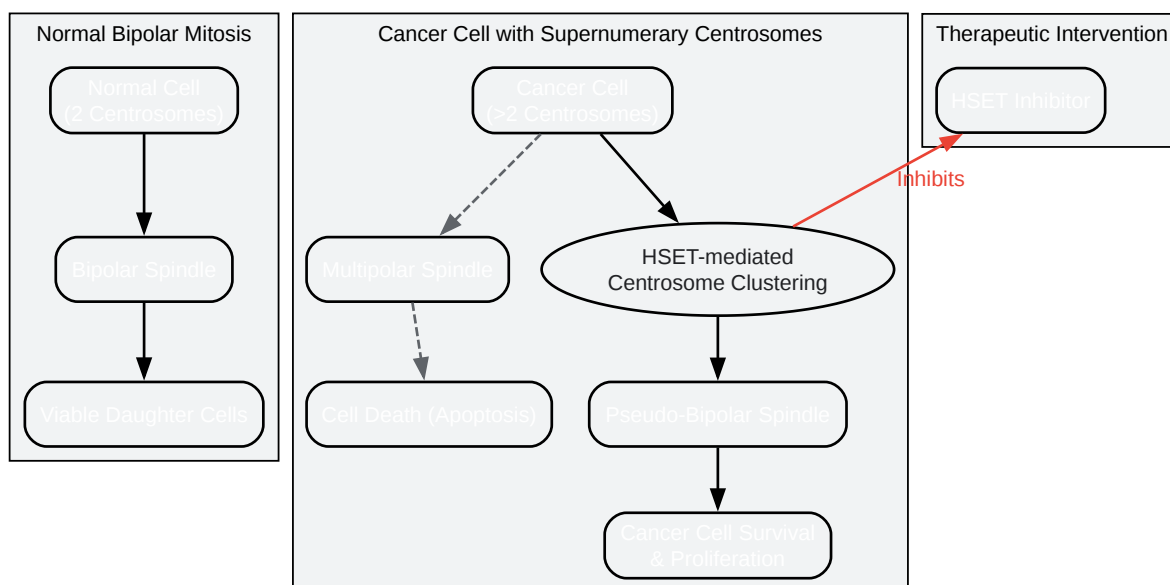 Normal Bipolar Mitosis
Normal Cell
(2 Centrosomes)
Bipolar Spindle
Viable Daughter Cells
Cancer Cell with Supernumerary Centrosomes
Cancer Cell
(>2 Centrosomes)
Multipolar Spindle
HSET-mediated
Centrosome Clustering
Cell Death (Apoptosis)
Pseudo-Bipolar Spindle
Cancer Cell Survival
& Proliferation
Therapeutic Intervention
HSET Inhibitor
Inhibits